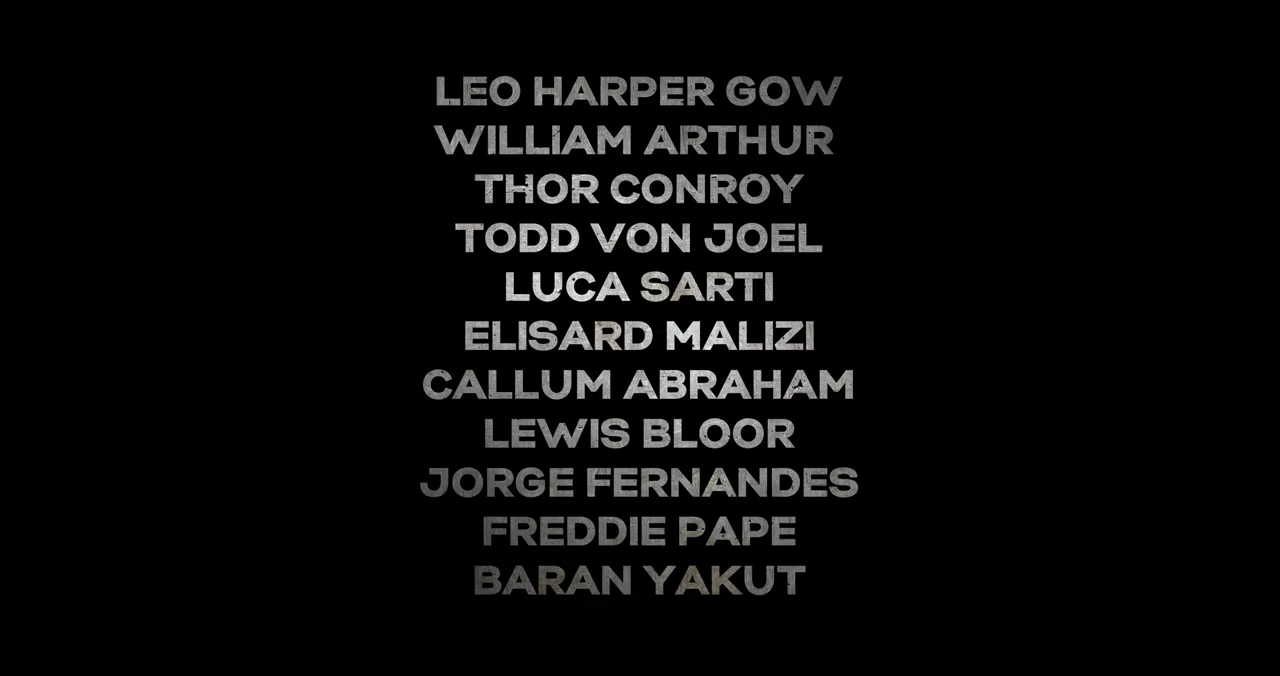 LEO HARPER GOW
WILLIAM ARTHUR
THOR CONROY
TODD VON JOEL
LUCA SARTI
ELISARD MALIZI
CALLUM ABRAHAM
LEWIS BLOOR
JORGE FERNANDES
FREDDIE PAPE
BARAN YAKUT